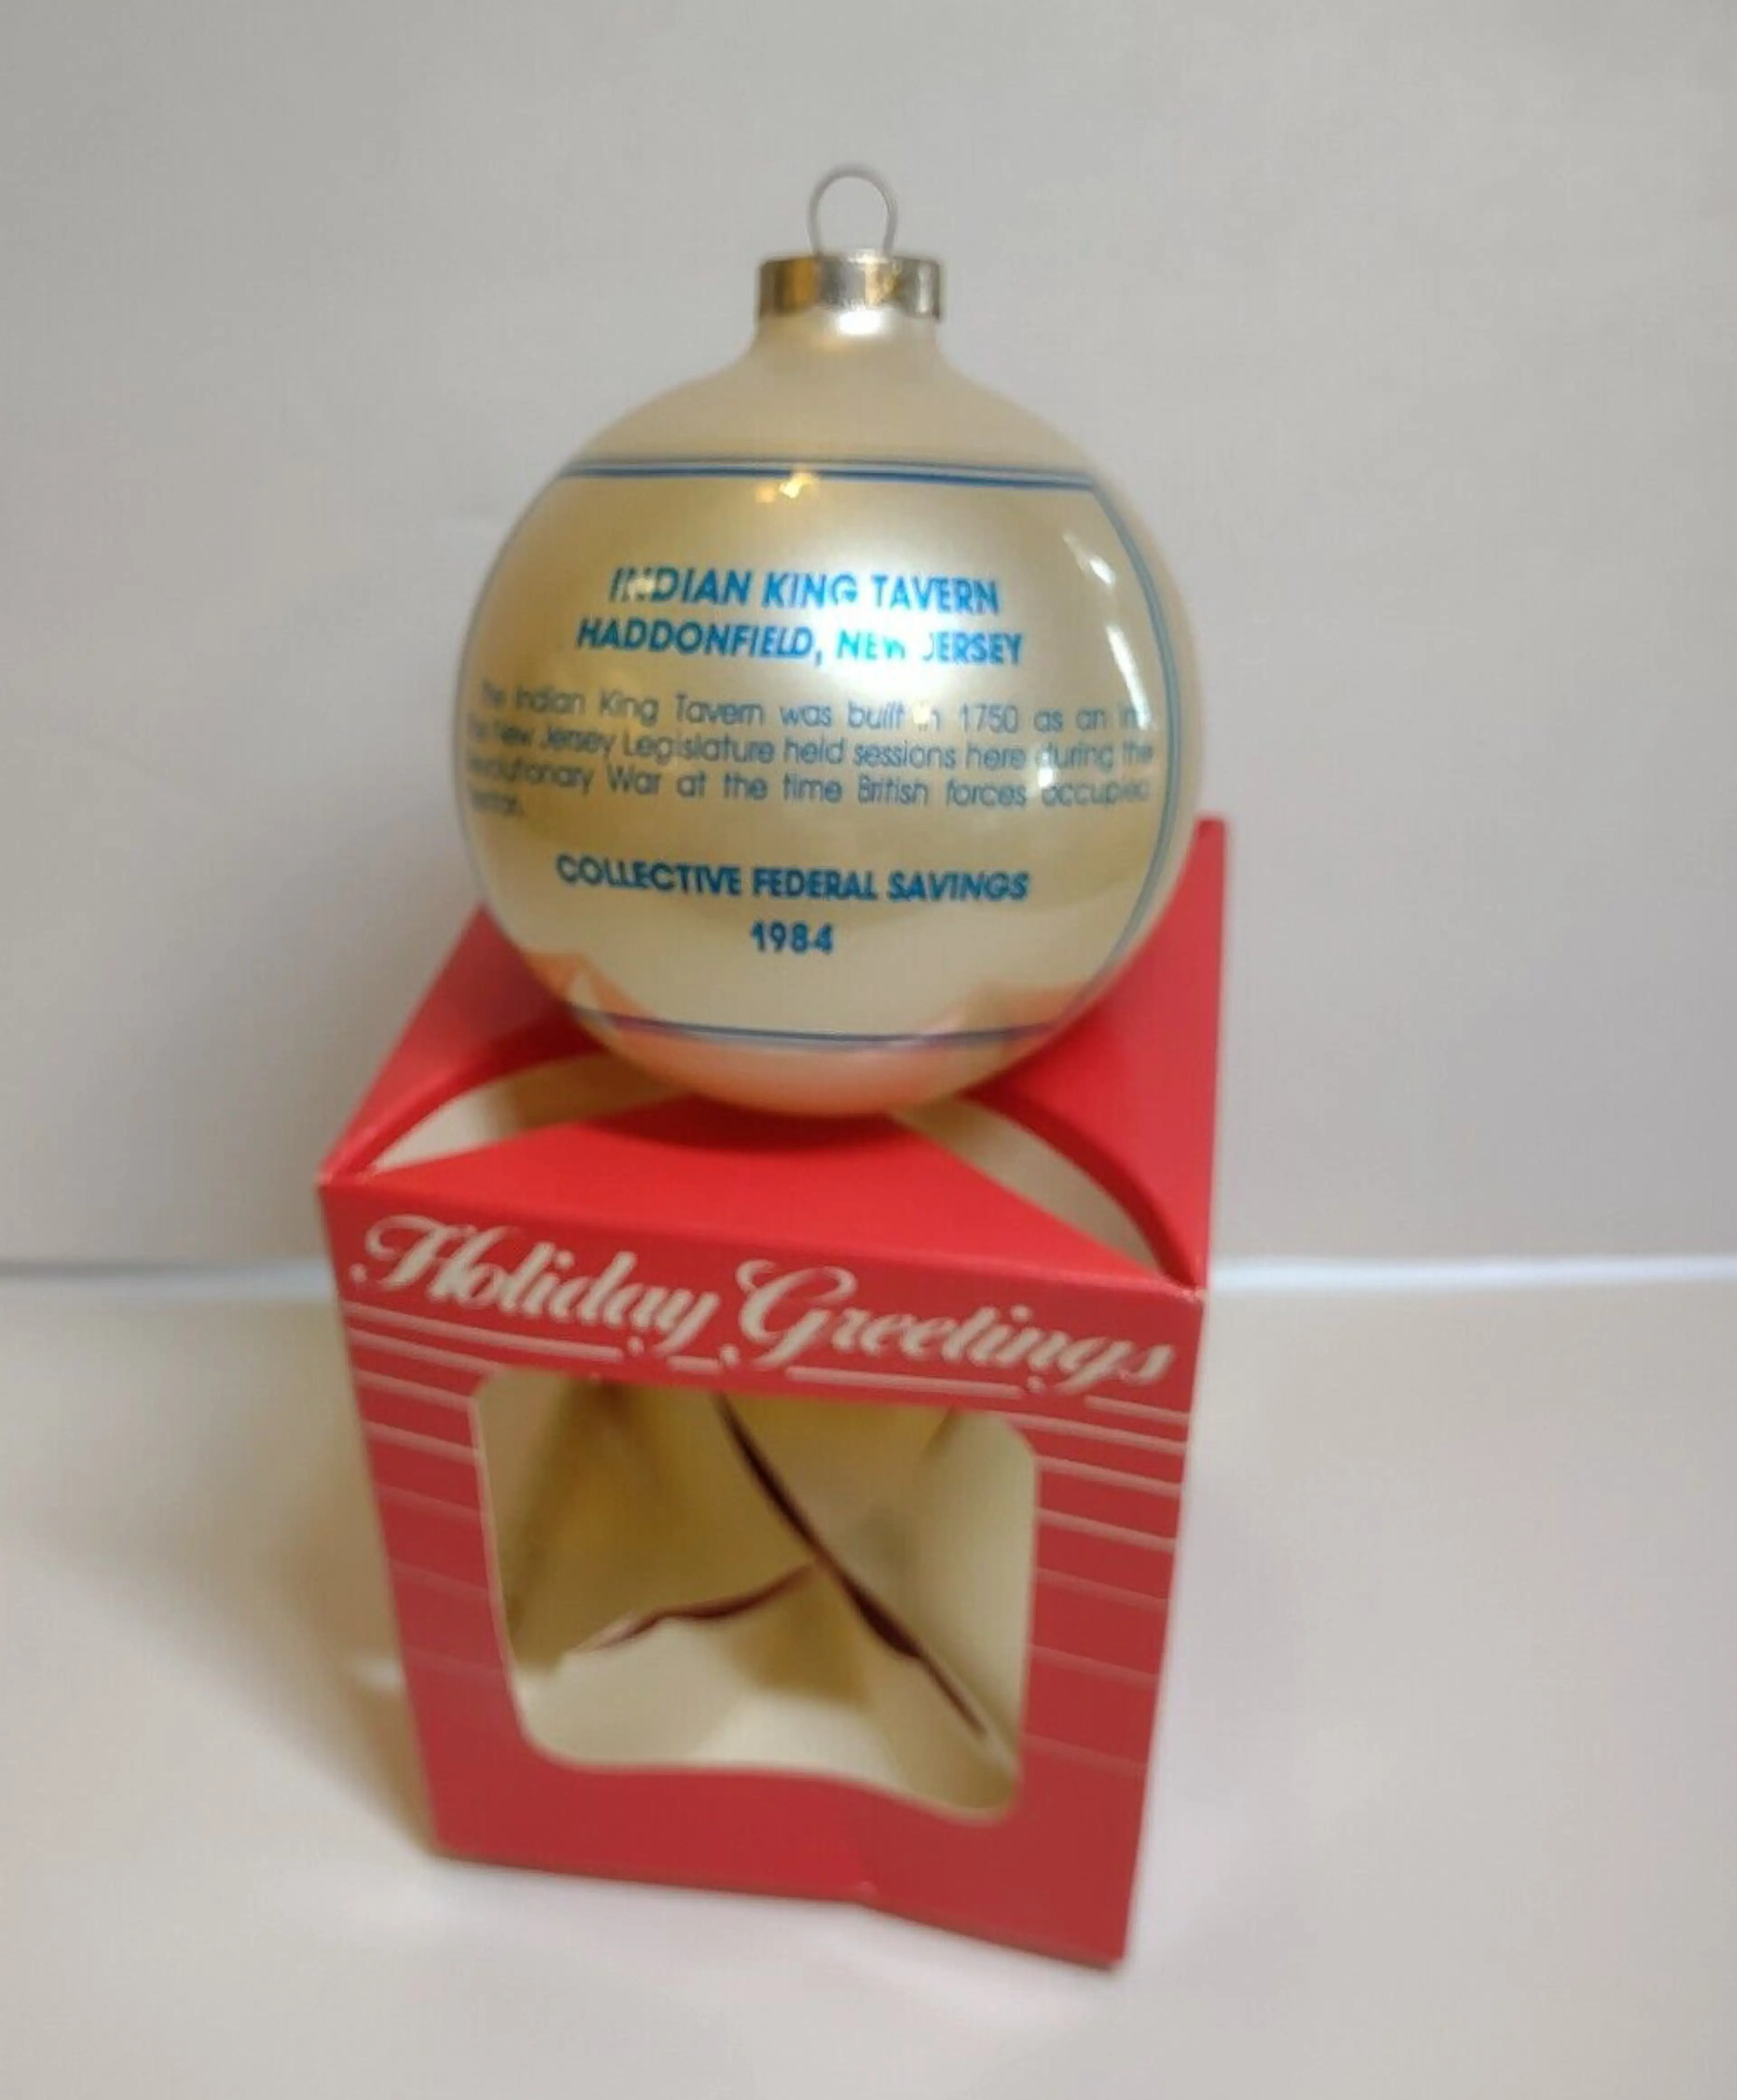 INDIAN KING TAVERN
HADDONFIELD, NEW JERSEY
The Indian King Tavern was built in 1750 as an inn.
The New Jersey Legislature held sessions here during the
Revolutionary War at the time British forces occupied
Trenton.
COLLECTIVE FEDERAL SAVINGS
1984
Holiday Greetings